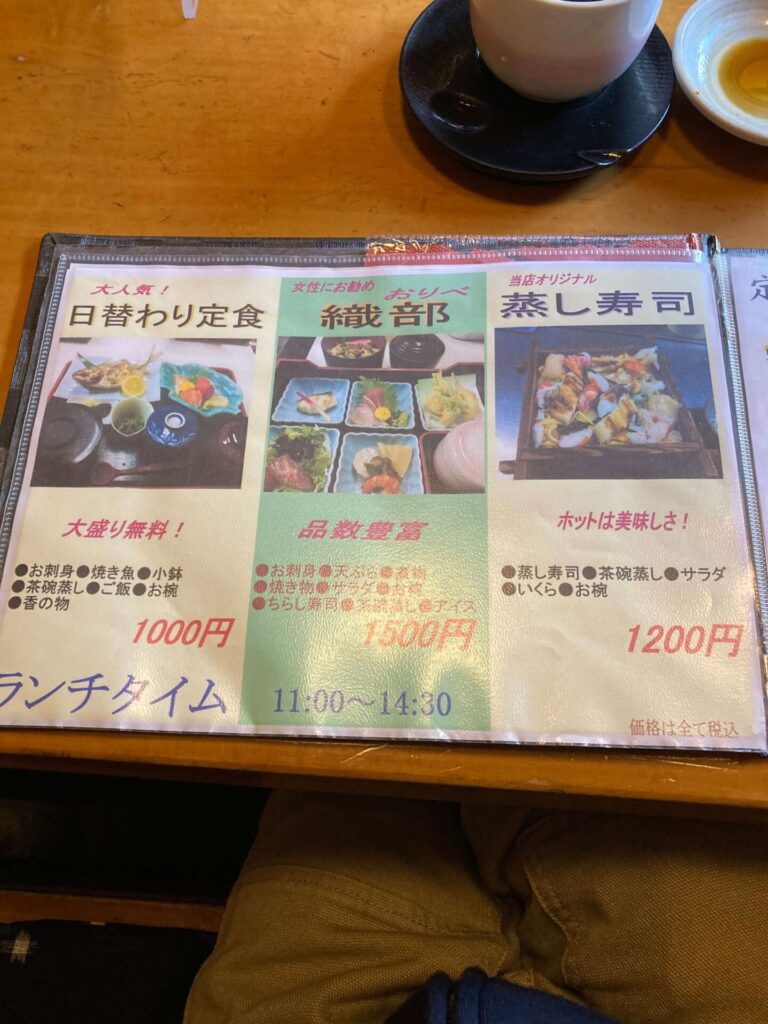 大人気！
日替わり定食
大盛り無料！
●お刺身●焼き魚●小鉢
●茶碗蒸し●ご飯●お椀
●香の物
1000円
女性にお勧め
おりべ
織部
品数豊富
●お刺身●天ぷら●煮物
●焼き物●サラダ●お椀
●ちらし寿司●茶碗蒸し●アイス
1500円
当店オリジナル
蒸し寿司
ホットは美味しさ！
●蒸し寿司●茶碗蒸し●サラダ
●いくら●お椀
1200円
ランチタイム 11:00～14:30
価格は全て税込
定